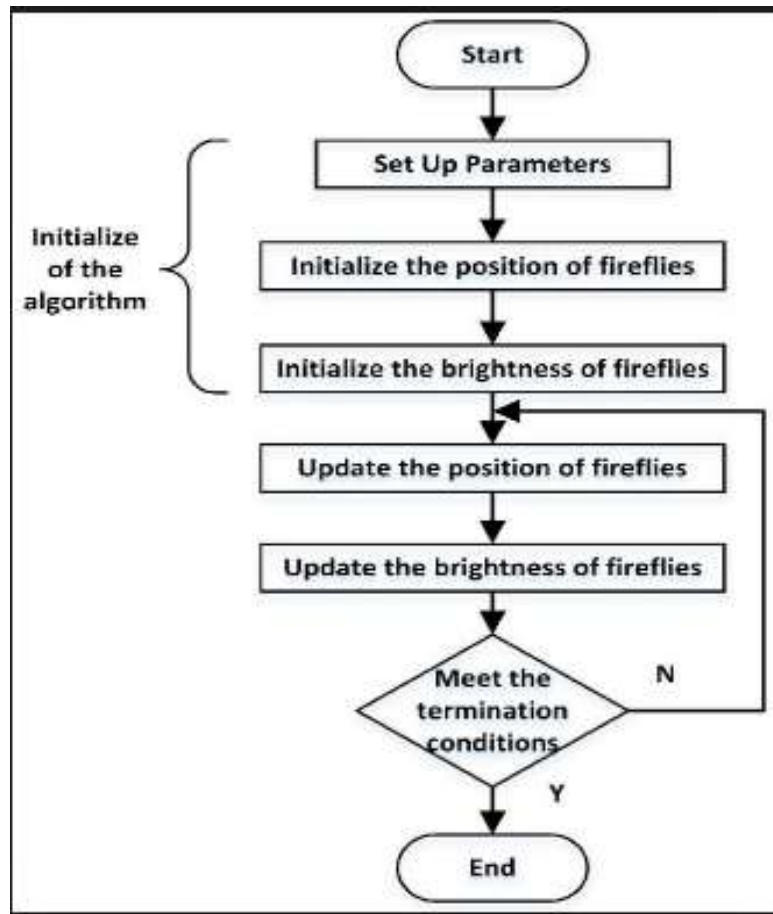 Start
Set Up Parameters
Initialize
of the
algorithm
Initialize the position of fireflies
Initialize the brightness of fireflies
Update the position of fireflies
Update the brightness of fireflies
Meet the
termination
conditions
N
Y
End